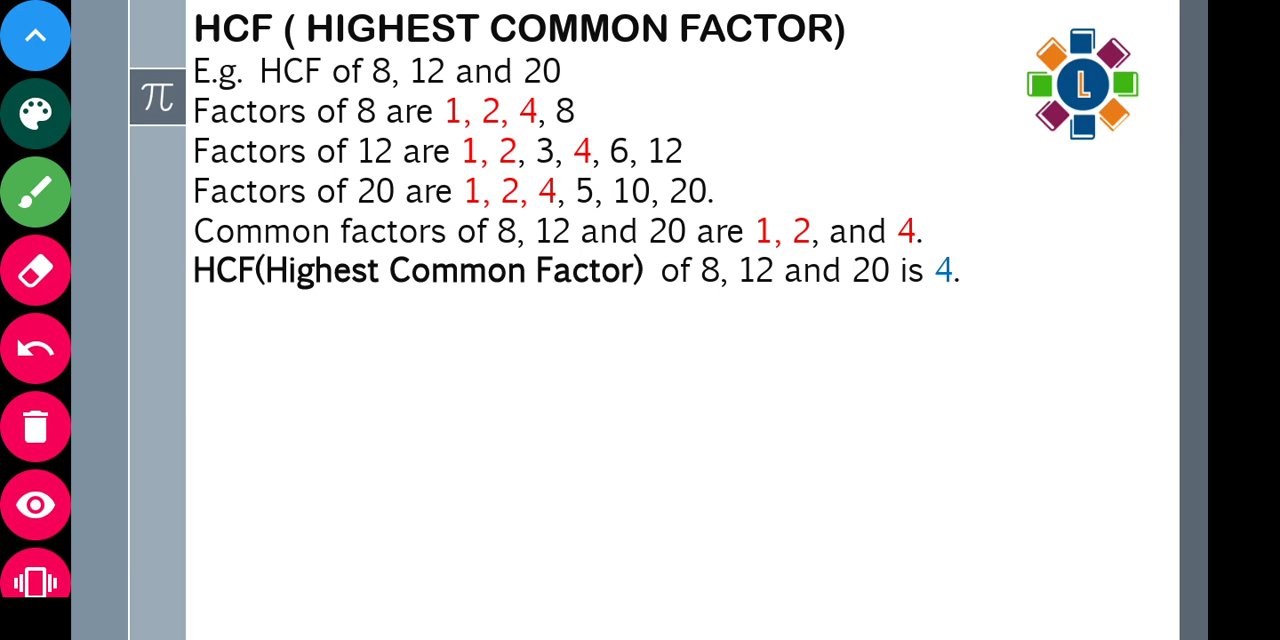 HCF ( HIGHEST COMMON FACTOR)
E.g. HCF of 8, 12 and 20
π
Factors of 8 are 1, 2, 4, 8
Factors of 12 are 1, 2, 3, 4, 6, 12
Factors of 20 are 1, 2, 4, 5, 10, 20.
Common factors of 8, 12 and 20 are 1, 2, and 4.
HCF(Highest Common Factor) of 8, 12 and 20 is 4.
L